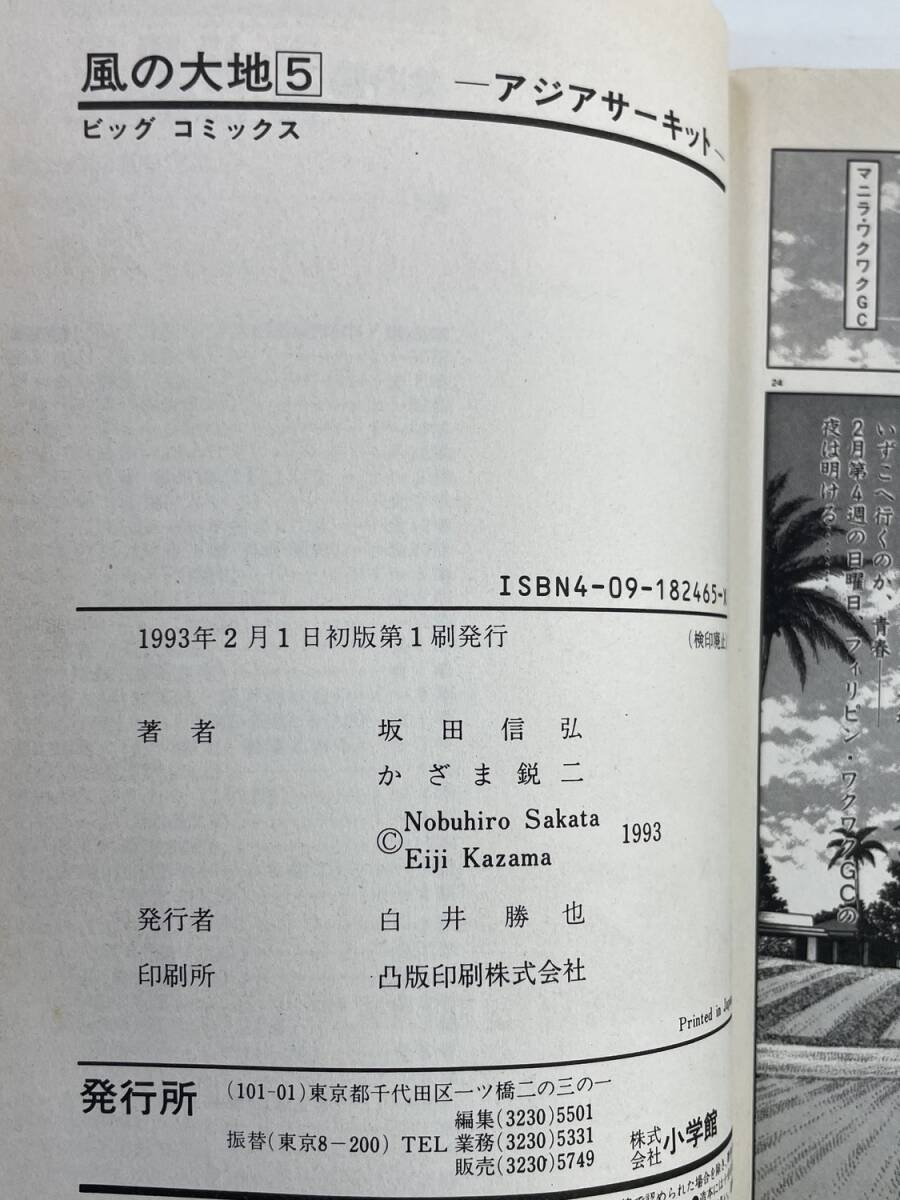 風の大地5
―アジアサーキット―
ビッグ コミックス
ISBN4-09-182465-X
1993年2月1日初版第1刷発行
(検印廃止)
著者 坂田信弘
かざま鋭二
© Nobuhiro Sakata
Eiji Kazama
1993
発行者 白井勝也
印刷所 凸版印刷株式会社
Printed in Japan
発行所
(101-01)東京都千代田区一ツ橋二の三の一
編集(3230)5501
振替(東京8-200) TEL 業務(3230)5331
販売(3230)5749
株式会社 小学館
マニラ・ワクワクGC
24
いずこへ行くのか、青春――
2月第4週の日曜日、フィリピン・ワクワクGCの
夜は明ける……